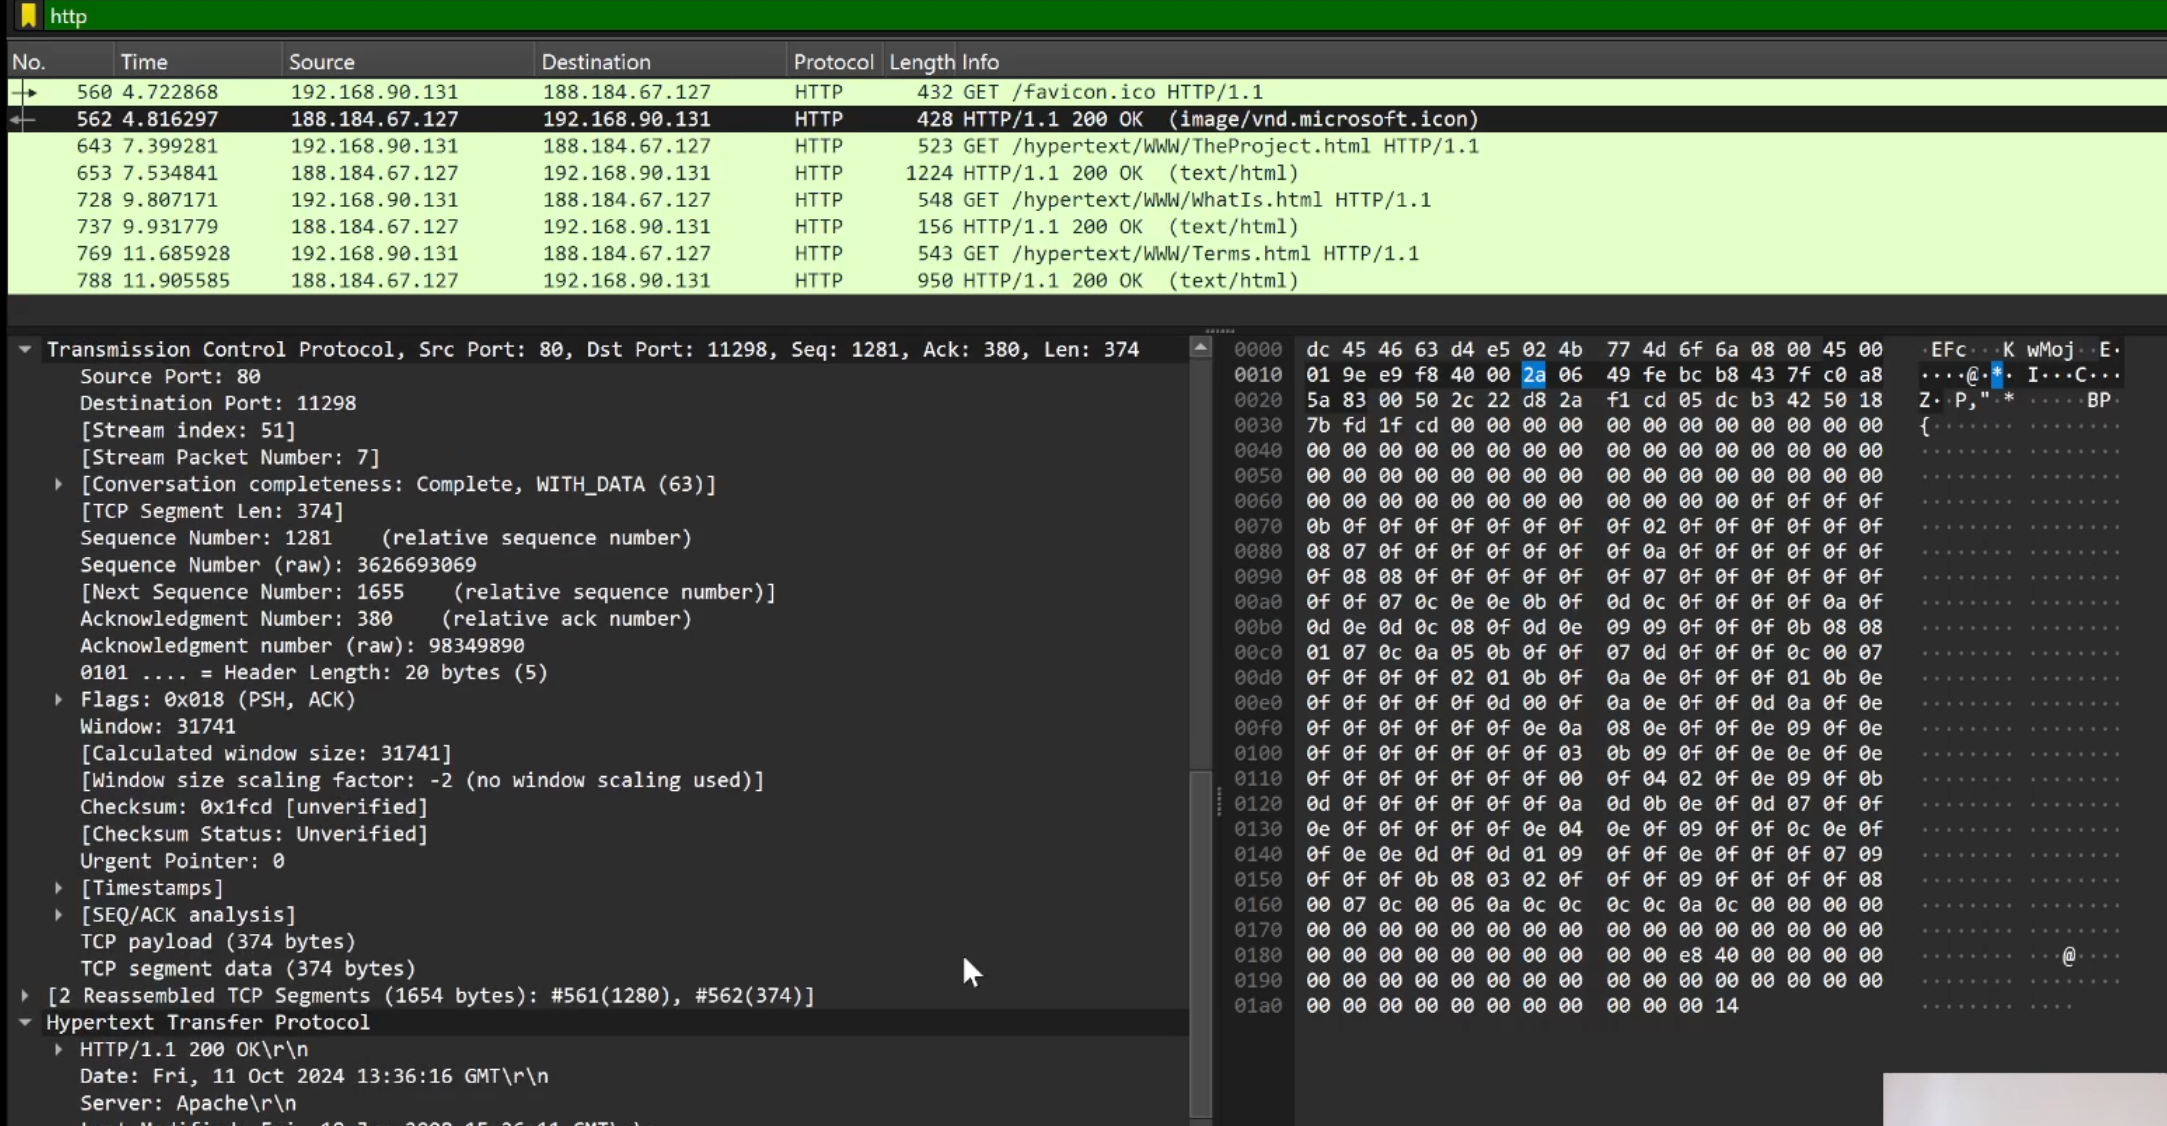 http
No. Time Source Destination Protocol Length Info
560 4.722868 192.168.90.131 188.184.67.127 HTTP 432 GET /favicon.ico HTTP/1.1
562 4.816297 188.184.67.127 192.168.90.131 HTTP 428 HTTP/1.1 200 OK (image/vnd.microsoft.icon)
643 7.399281 192.168.90.131 188.184.67.127 HTTP 523 GET /hypertext/WWW/TheProject.html HTTP/1.1
653 7.534841 188.184.67.127 192.168.90.131 HTTP 1224 HTTP/1.1 200 OK (text/html)
728 9.807171 192.168.90.131 188.184.67.127 HTTP 548 GET /hypertext/WWW/WhatIs.html HTTP/1.1
737 9.931779 188.184.67.127 192.168.90.131 HTTP 156 HTTP/1.1 200 OK (text/html)
769 11.685928 192.168.90.131 188.184.67.127 HTTP 543 GET /hypertext/WWW/Terms.html HTTP/1.1
788 11.905585 188.184.67.127 192.168.90.131 HTTP 950 HTTP/1.1 200 OK (text/html)
Transmission Control Protocol, Src Port: 80, Dst Port: 11298, Seq: 1281, Ack: 380, Len: 374
Source Port: 80
Destination Port: 11298
[Stream index: 51]
[Stream Packet Number: 7]
[Conversation completeness: Complete, WITH_DATA (63)]
[TCP Segment Len: 374]
Sequence Number: 1281 (relative sequence number)
Sequence Number (raw): 3626693069
[Next Sequence Number: 1655 (relative sequence number)]
Acknowledgment Number: 380 (relative ack number)
Acknowledgment number (raw): 98349890
0101 .... = Header Length: 20 bytes (5)
Flags: 0x018 (PSH, ACK)
Window: 31741
[Calculated window size: 31741]
[Window size scaling factor: -2 (no window scaling used)]
Checksum: 0x1fcd [unverified]
[Checksum Status: Unverified]
Urgent Pointer: 0
[Timestamps]
[SEQ/ACK analysis]
TCP payload (374 bytes)
TCP segment data (374 bytes)
[2 Reassembled TCP Segments (1654 bytes): #561(1280), #562(374)]
Hypertext Transfer Protocol
HTTP/1.1 200 OK\r\n
Date: Fri, 11 Oct 2024 13:36:16 GMT\r\n
Server: Apache\r\n
0000 dc 45 46 63 d4 e5 02 4b 77 4d 6f 6a 08 00 45 00 ·EFc···K wMoj··E·
0010 01 9e e9 f8 40 00 2a 06 49 fe bc b8 43 7f c0 a8 ····@·*· I···C···
0020 5a 83 00 50 2c 22 d8 2a f1 cd 05 dc b3 42 50 18 Z··P,"·* ·····BP·
0030 7b fd 1f cd 00 00 00 00 00 00 00 00 00 00 00 00 {······· ········
0040 00 00 00 00 00 00 00 00 00 00 00 00 00 00 00 00 ········ ········
0050 00 00 00 00 00 00 00 00 00 00 00 00 00 00 00 00 ········ ········
0060 00 00 00 00 00 00 00 00 00 00 00 00 0f 0f 0f 0f ········ ········
0070 0b 0f 0f 0f 0f 0f 0f 0f 0f 02 0f 0f 0f 0f 0f 0f ········ ········
0080 08 07 0f 0f 0f 0f 0f 0f 0f 0a 0f 0f 0f 0f 0f 0f ········ ········
0090 0f 08 08 0f 0f 0f 0f 0f 0f 07 0f 0f 0f 0f 0f 0f ········ ········
00a0 0f 0f 07 0c 0e 0e 0b 0f 0d 0c 0f 0f 0f 0f 0a 0f ········ ········
00b0 0d 0e 0d 0c 08 0f 0d 0e 09 09 0f 0f 0f 0b 08 08 ········ ········
00c0 01 07 0c 0a 05 0b 0f 0f 07 0d 0f 0f 0f 0c 00 07 ········ ········
00d0 0f 0f 0f 0f 02 01 0b 0f 0a 0e 0f 0f 0f 01 0b 0e ········ ········
00e0 0f 0f 0f 0f 0f 0d 00 0f 0a 0e 0f 0f 0d 0a 0f 0e ········ ········
00f0 0f 0f 0f 0f 0f 0f 0e 0a 08 0e 0f 0f 0e 09 0f 0e ········ ········
0100 0f 0f 0f 0f 0f 0f 0f 03 0b 09 0f 0f 0e 0e 0f 0e ········ ········
0110 0f 0f 0f 0f 0f 0f 0f 00 0f 04 02 0f 0e 09 0f 0b ········ ········
0120 0d 0f 0f 0f 0f 0f 0f 0a 0d 0b 0e 0f 0d 07 0f 0f ········ ········
0130 0e 0f 0f 0f 0f 0f 0e 04 0e 0f 09 0f 0f 0c 0e 0f ········ ········
0140 0f 0e 0e 0d 0f 0d 01 09 0f 0f 0e 0f 0f 0f 07 09 ········ ········
0150 0f 0f 0f 0b 08 03 02 0f 0f 0f 09 0f 0f 0f 0f 08 ········ ········
0160 00 07 0c 00 06 0a 0c 0c 0c 0c 0a 0c 00 00 00 00 ········ ········
0170 00 00 00 00 00 00 00 00 00 00 00 00 00 00 00 00 ········ ········
0180 00 00 00 00 00 00 00 00 00 00 e8 40 00 00 00 00 ········ ···@····
0190 00 00 00 00 00 00 00 00 00 00 00 00 00 00 00 00 ········ ········
01a0 00 00 00 00 00 00 00 00 00 00 00 14 ········ ····